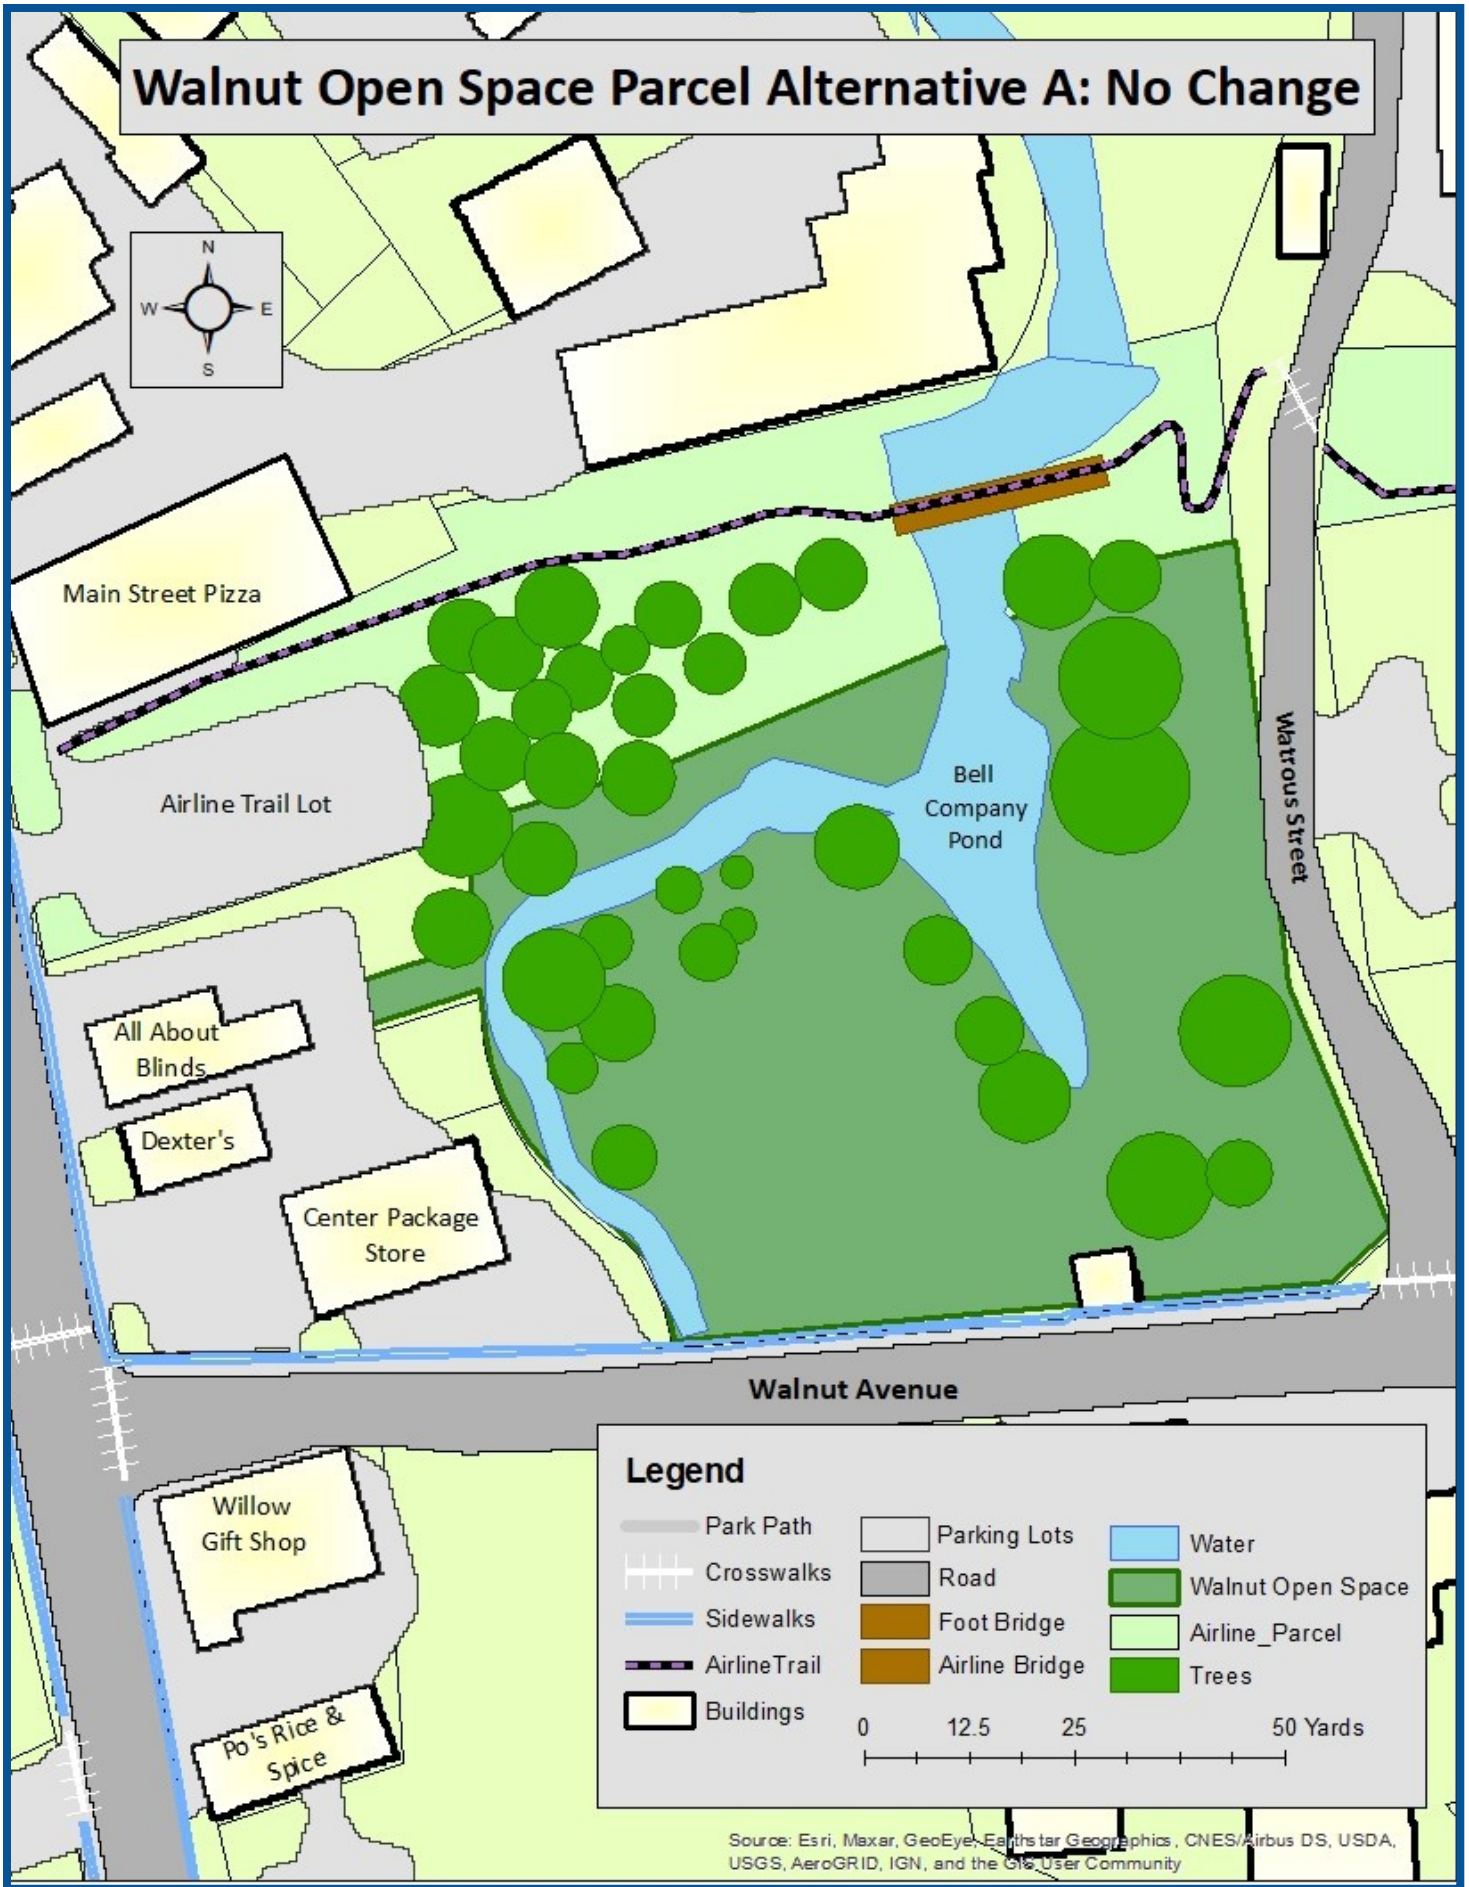 Walnut Open Space Parcel Alternative A: No Change
N
W
E
S
Main Street Pizza
Airline Trail Lot
Bell
Company
Pond
Watrous Street
All About
Blinds
Dexter's
Center Package
Store
Walnut Avenue
Willow
Gift Shop
Po's Rice &
Spice
Legend
Park Path
Crosswalks
Sidewalks
AirlineTrail
Buildings
Parking Lots
Road
Foot Bridge
Airline Bridge
Water
Walnut Open Space
Airline_Parcel
Trees
0 12.5 25 50 Yards
Source: Esri, Maxar, GeoEye, Earthstar Geographics, CNES/Airbus DS, USDA,
USGS, AeroGRID, IGN, and the GIS User Community